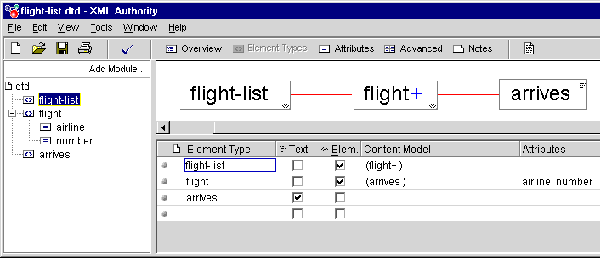 flight-list dtd - XML Authority
File Edit View Tools Window Help
Overview Element Types Attributes Advanced Notes
Add Module...
dtd
flight-list
flight
airline
number
arrives
flight-list flight+ arrives
Element Type Text Elem. Content Model Attributes
flight-list (flight+)
flight (arrives) airline number
arrives